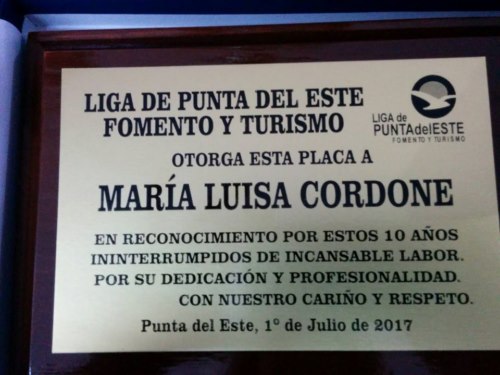 LIGA DE PUNTA DEL ESTE
FOMENTO Y TURISMO
LIGA de
PUNTAdelESTE
FOMENTO Y TURISMO
OTORGA ESTA PLACA A
MARÍA LUISA CORDONE
EN RECONOCIMIENTO POR ESTOS 10 AÑOS
ININTERRUMPIDOS DE INCANSABLE LABOR.
POR SU DEDICACIÓN Y PROFESIONALIDAD.
CON NUESTRO CARIÑO Y RESPETO.
Punta del Este, 1º de Julio de 2017